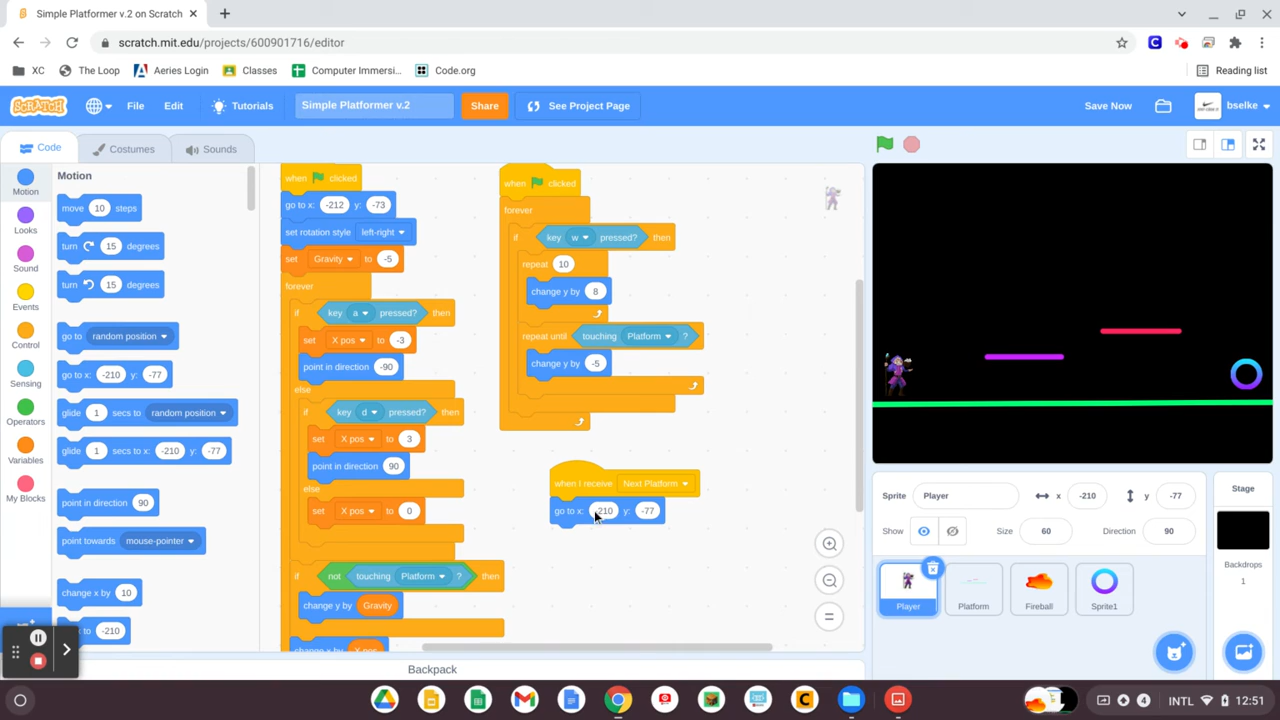 Simple Platformer v.2 on Scratch
scratch.mit.edu/projects/600901716/editor
XC The Loop Aeries Login Classes Computer Immersi... Code.org Reading list
File Edit Tutorials Simple Platformer v.2 Share See Project Page Save Now bselke
Code Costumes Sounds
Motion
Looks
Sound
Events
Control
Sensing
Operators
Variables
My Blocks
Motion
move 10 steps
turn 15 degrees
turn 15 degrees
go to random position
go to x: -210 y: -77
glide 1 secs to random position
glide 1 secs to x: -210 y: -77
point in direction 90
point towards mouse-pointer
change x by 10
-210
when clicked
go to x: -212 y: -73
set rotation style left-right
set Gravity to -5
forever
if key a pressed? then
set X pos to -3
point in direction -90
else
if key d pressed? then
set X pos to 3
point in direction 90
else
set X pos to 0
if not touching Platform ? then
change y by Gravity
change x by X pos
when clicked
forever
if key w pressed? then
repeat 10
change y by 8
repeat until touching Platform ?
change y by -5
when I receive Next Platform
go to x: -210 y: -77
Backpack
Sprite Player x -210 y -77
Show Size 60 Direction 90
Player
Platform
Fireball
Sprite1
Stage
Backdrops
1
4 INTL 12:51